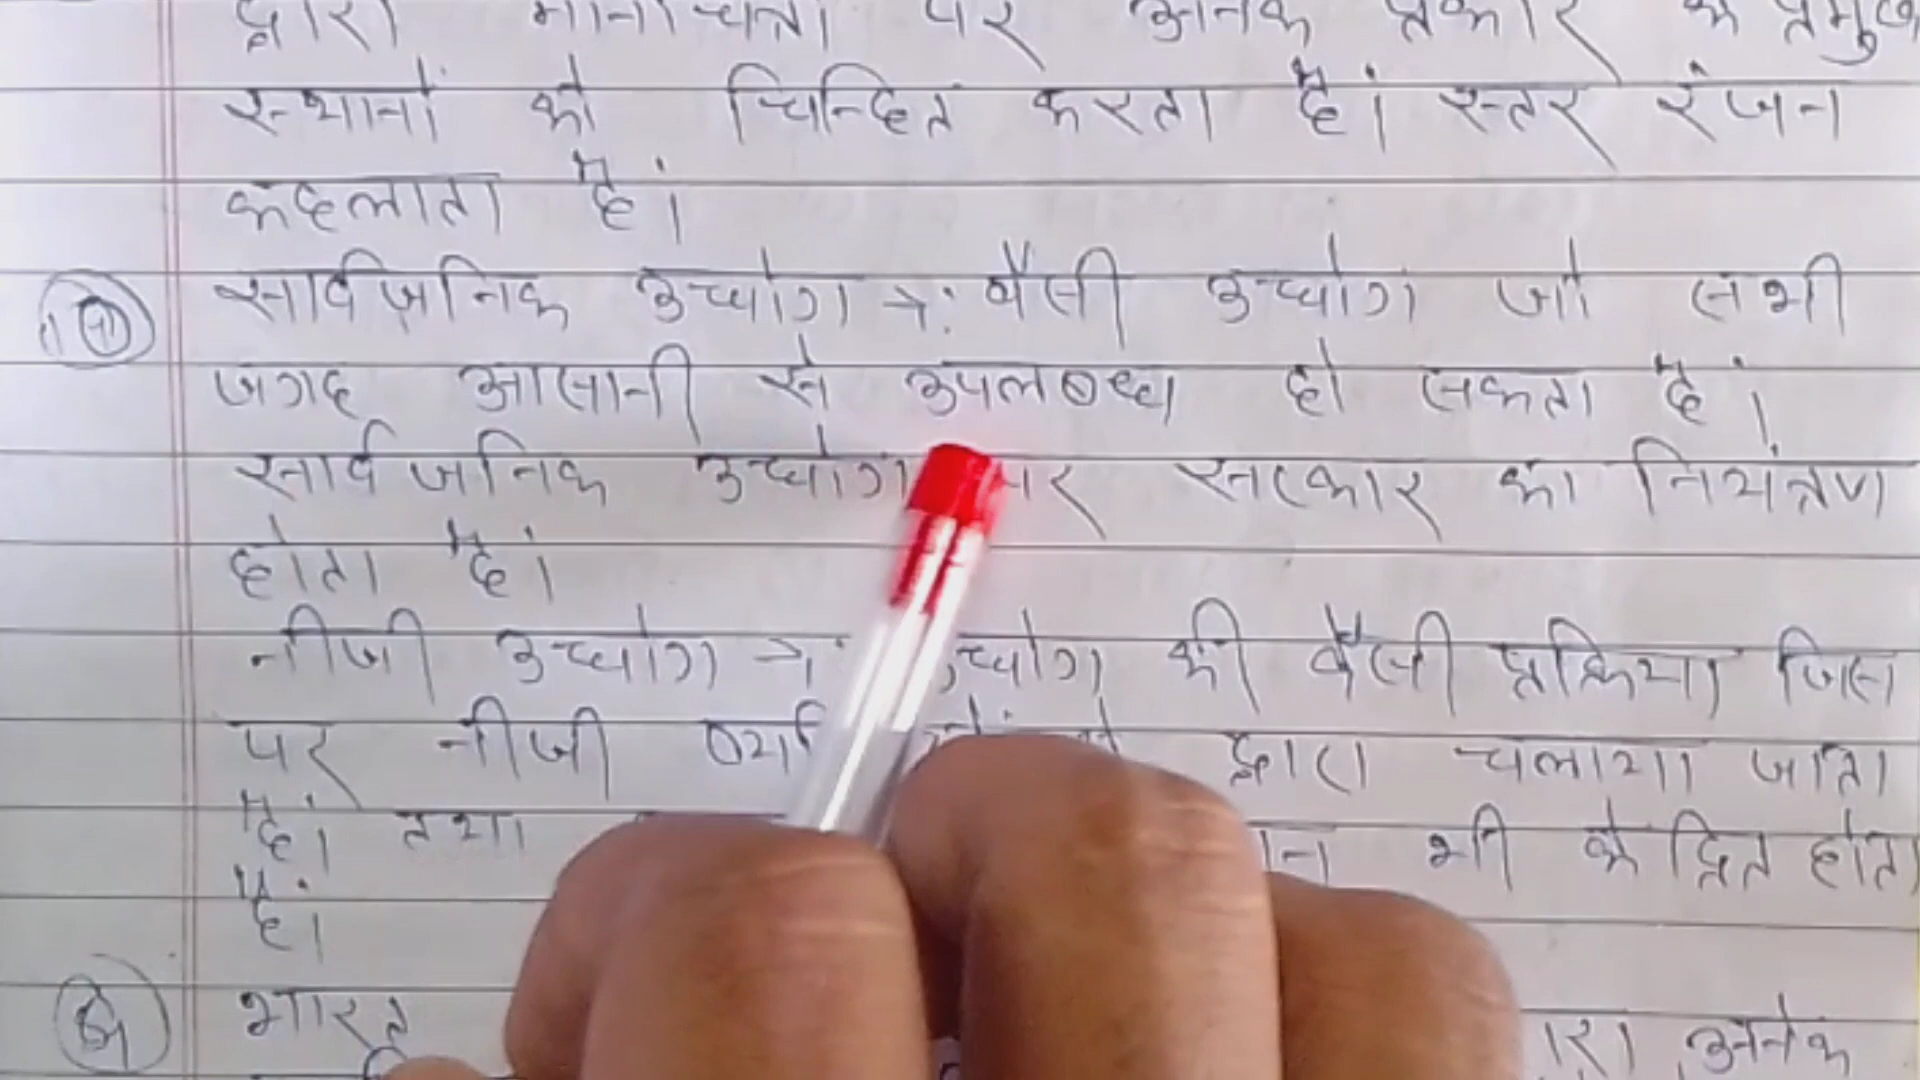 द्वारा मानचित्रों पर अनेक प्रकार के प्रमुख
स्थानों को चिन्हित करता है। स्तर रंजन
कहलाता है।
सार्वजनिक उद्योग →: वैसी उद्योग जो सभी
जगह आसानी से उपलब्ध हो सकता है।
सार्वजनिक उद्योग पर सरकार का नियंत्रण
होता है।
नीजी उद्योग →: उद्योग की वैसी प्रक्रिया जिस
पर नीजी द्वारा चलाया जाता
है। तथा भी केंद्रित होता
है।
भारत अनेक